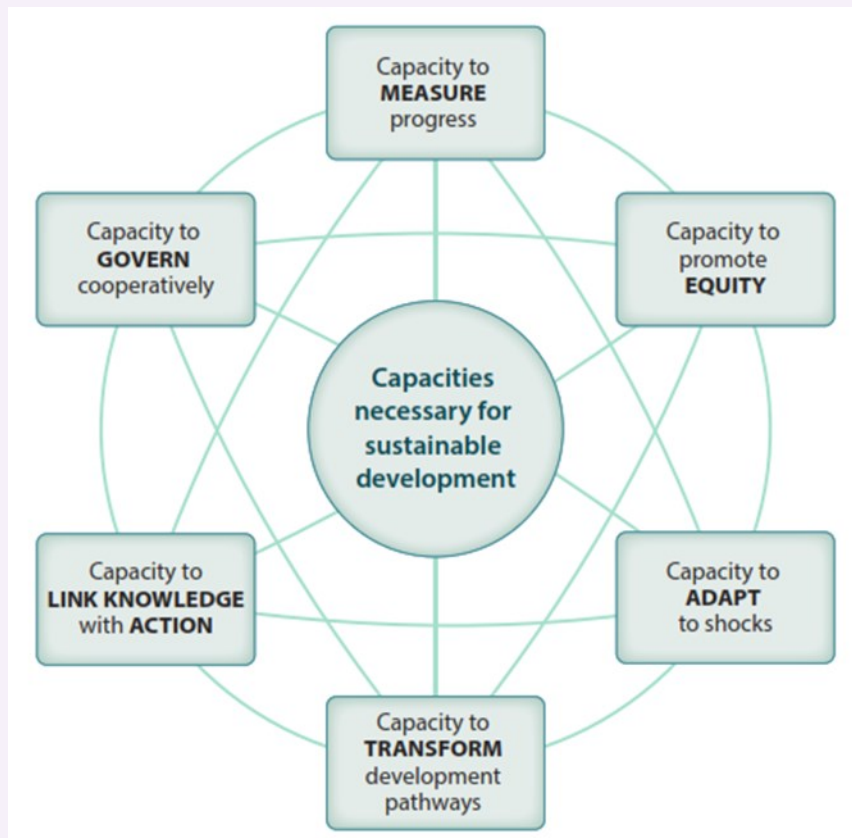 Capacity to
MEASURE
progress
Capacity to
GOVERN
cooperatively
Capacity to
promote
EQUITY
Capacities
necessary for
sustainable
development
Capacity to
LINK KNOWLEDGE
with ACTION
Capacity to
ADAPT
to shocks
Capacity to
TRANSFORM
development
pathways